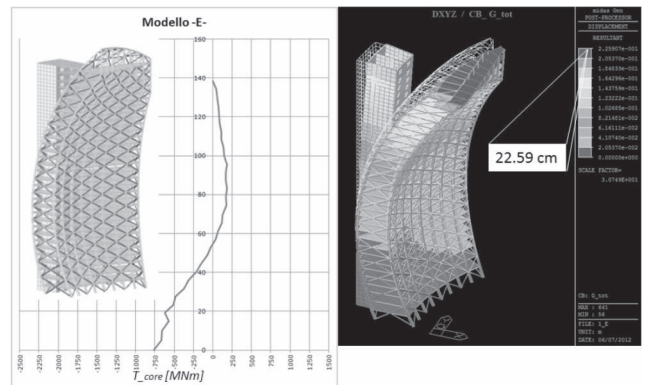 Modello -E-
160
140
120
100
80
60
40
20
0
-2500
-2250
-2000
-1750
-1500
-1250
-1000
-750
-500
-250
0
250
500
750
1000
1250
1500
T_core [MNm]
DXYZ / CB_ G_tot
midas Gen
POST-PROCESSOR
DISPLACEMENT
RESULTANT
2.25907e-001
2.05370e-001
1.84833e-001
1.64296e-001
1.43759e-001
1.23222e-001
1.02685e-001
8.21481e-002
6.16111e-002
4.10740e-002
2.05370e-002
0.00000e+000
SCALE FACTOR=
3.0749E+001
22.59 cm
CB: G_tot
MAX : 841
MIN : 56
FILE: 1_E
UNIT: m
DATE: 04/07/2012